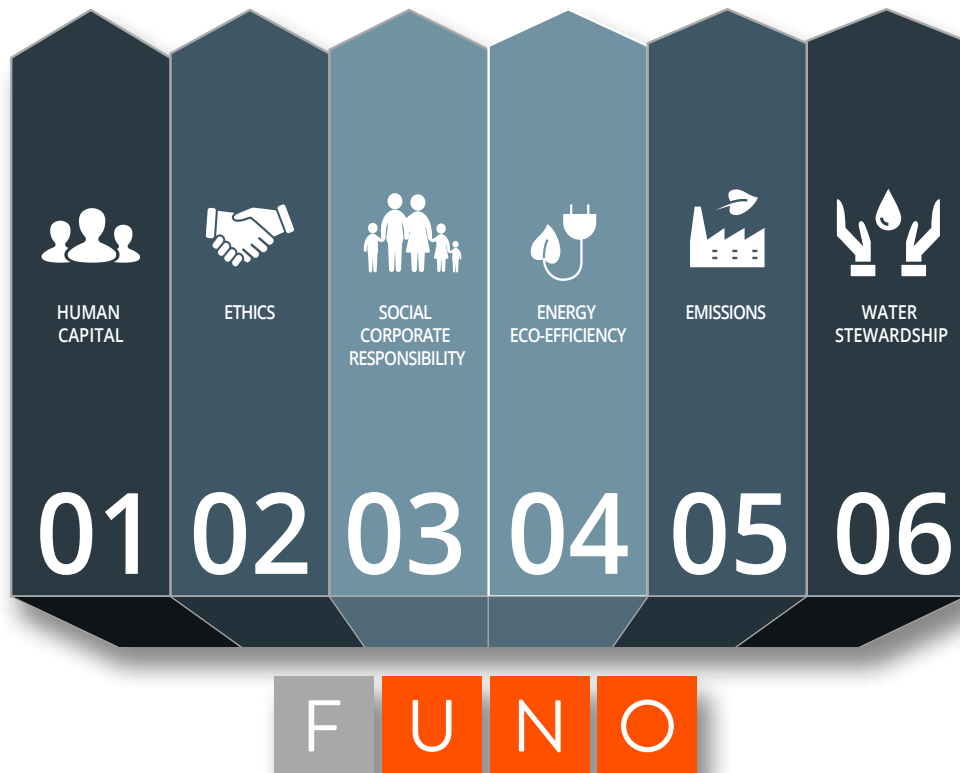 HUMAN
CAPITAL
ETHICS
SOCIAL
CORPORATE
RESPONSIBILITY
ENERGY
ECO-EFFICIENCY
EMISSIONS
WATER
STEWARDSHIP
01 02 03 04 05 06
FUNO